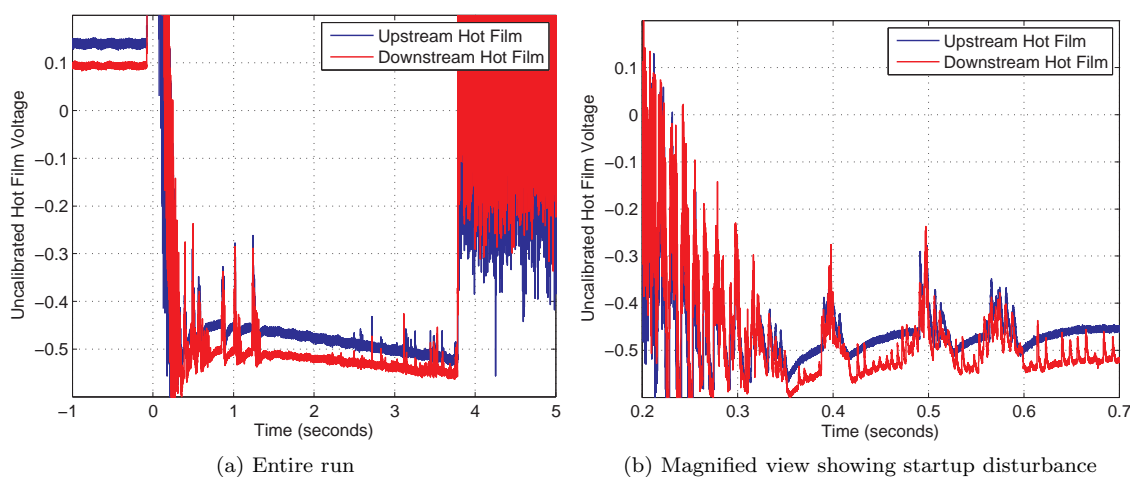 Upstream Hot Film
Downstream Hot Film
0.1
0
−0.1
−0.2
−0.3
−0.4
−0.5
Uncalibrated Hot Film Voltage
−1 0 1 2 3 4 5
Time (seconds)
(a) Entire run
Upstream Hot Film
Downstream Hot Film
0.1
0
−0.1
−0.2
−0.3
−0.4
−0.5
Uncalibrated Hot Film Voltage
0.2 0.3 0.4 0.5 0.6 0.7
Time (seconds)
(b) Magnified view showing startup disturbance